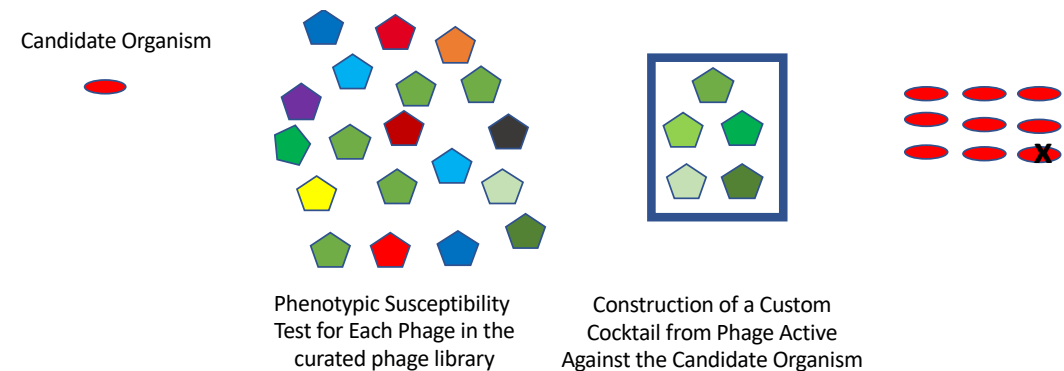 Candidate Organism
X
Phenotypic Susceptibility
Test for Each Phage in the
curated phage library
Construction of a Custom
Cocktail from Phage Active
Against the Candidate Organism